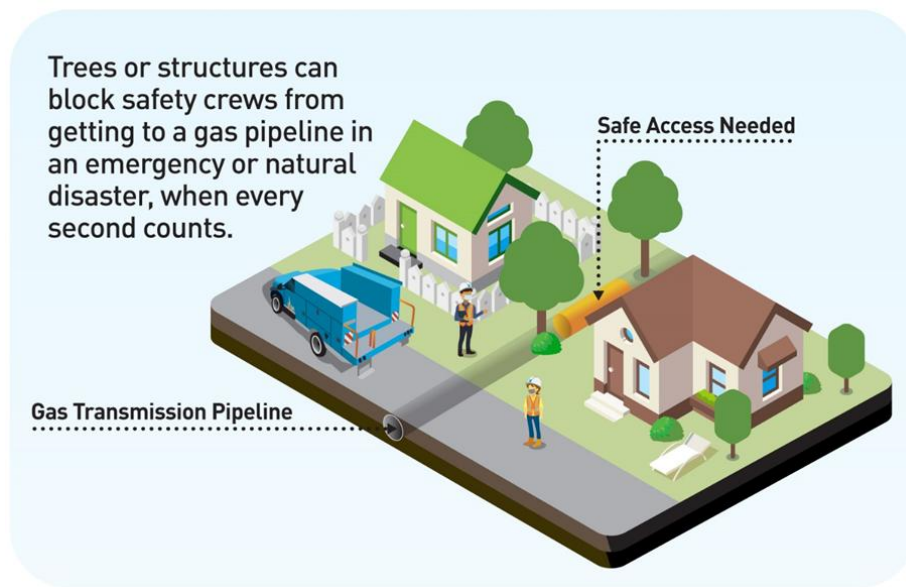 Trees or structures can
block safety crews from
getting to a gas pipeline in
an emergency or natural
disaster, when every
second counts.
Safe Access Needed
Gas Transmission Pipeline